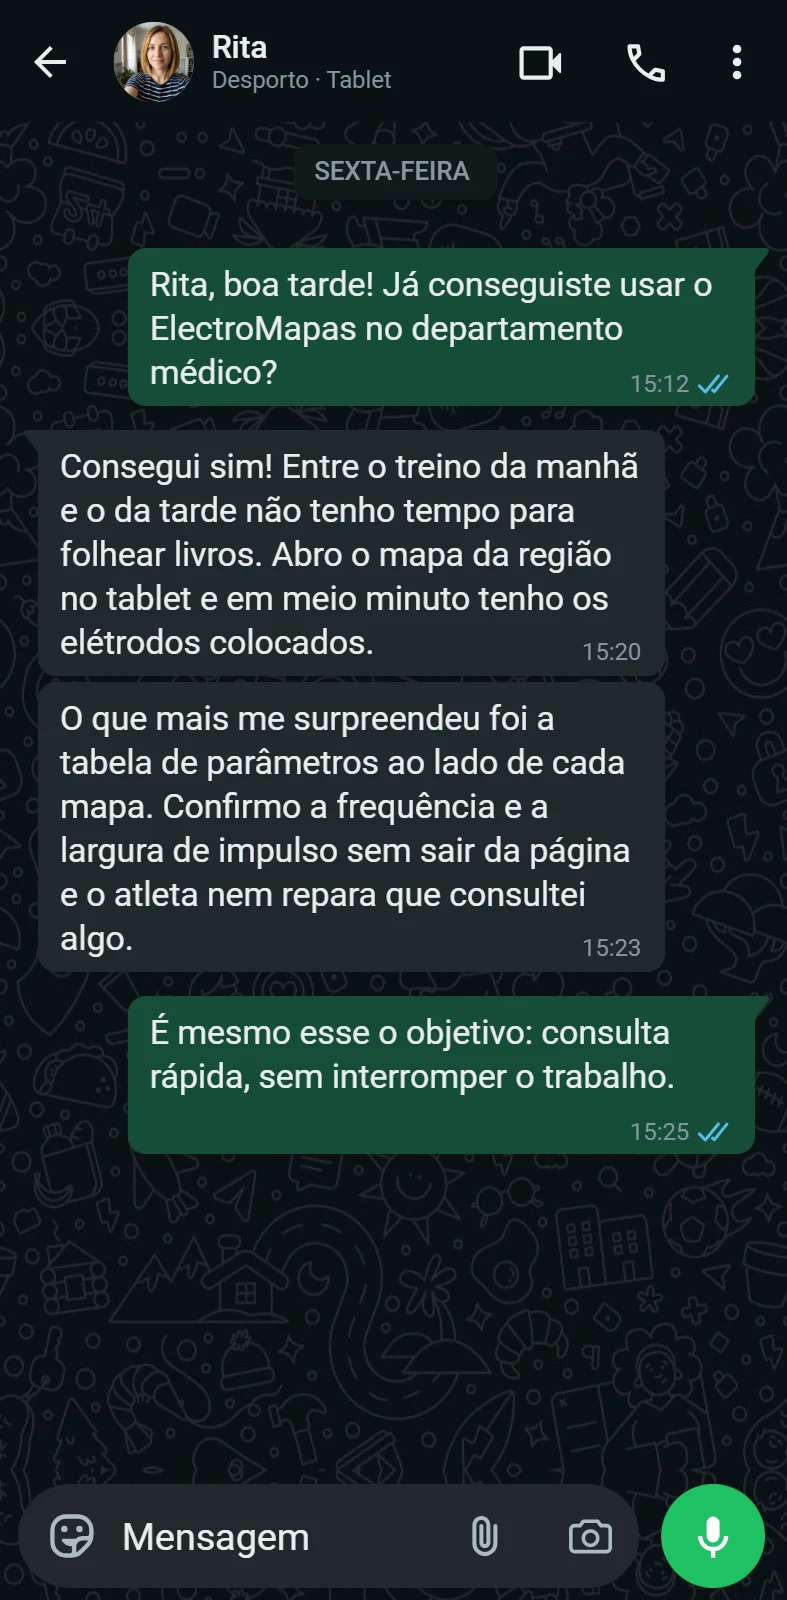 Rita
Desporto · Tablet
SEXTA-FEIRA
Rita, boa tarde! Já conseguiste usar o
ElectroMapas no departamento
médico?
15:12
Consegui sim! Entre o treino da manhã
e o da tarde não tenho tempo para
folhear livros. Abro o mapa da região
no tablet e em meio minuto tenho os
elétrodos colocados.
15:20
O que mais me surpreendeu foi a
tabela de parâmetros ao lado de cada
mapa. Confirmo a frequência e a
largura de impulso sem sair da página
e o atleta nem repara que consultei
algo.
15:23
É mesmo esse o objetivo: consulta
rápida, sem interromper o trabalho.
15:25
Mensagem